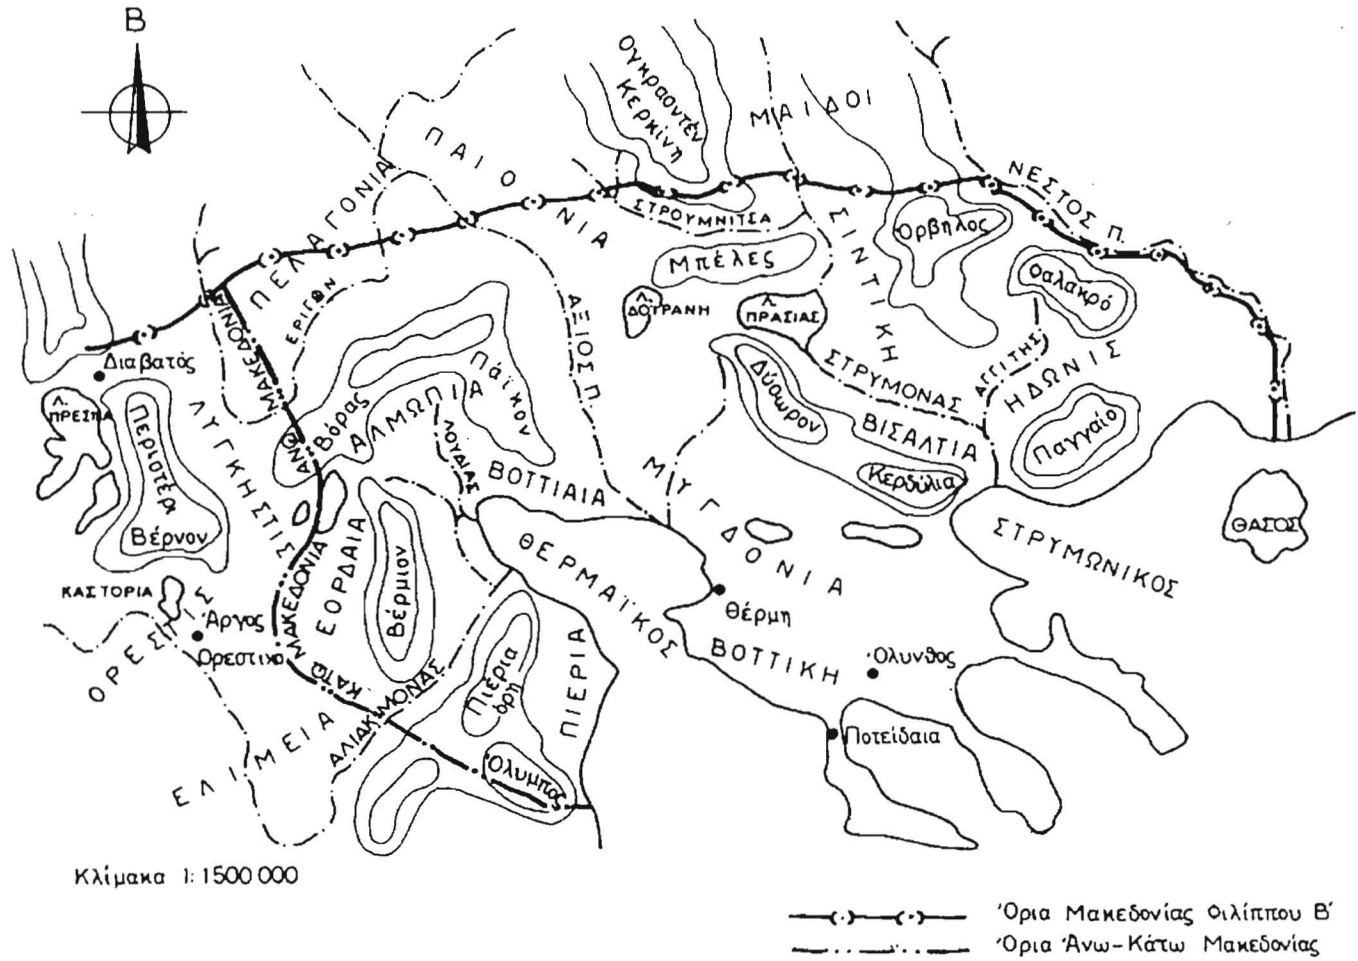 Β
Ογκρασντέν
Κερκίνη
ΜΑΙΔΟΙ
ΠΑΙΟΝΙΑ
ΠΕΛΑΓΟΝΙΑ
ΝΕΣΤΟΣ Π.
ΣΤΡΟΥΜΝΙΤΣΑ
ΣΙΝΤΙΚΗ
Όρβηλος
Μπέλες
Φαλακρό
Λ.
ΔΟΪΡΑΝΗ
Λ.
ΠΡΑΣΙΑΣ
ΕΡΙΓΩΝ
ΑΞΙΟΣ Π.
ΑΝΩ ΜΑΚΕΔΟΝΙΑ
Διαβατός
Λ.
ΠΡΕΣΠΑ
Περιστέρι
Βέρνον
ΛΥΓΚΗΣΤΙΣ
Βόρας
ΑΛΜΩΠΙΑ
Πάϊκον
ΛΟΥΔΙΑΣ
ΒΟΤΤΙΑΙΑ
Δύσωρον
ΣΤΡΥΜΟΝΑΣ
ΑΓΓΙΤΗΣ
ΗΔΩΝΙΣ
ΒΙΣΑΛΤΙΑ
Κερδύλια
Παγγαίο
ΜΥΓΔΟΝΙΑ
ΘΑΣΟΣ
ΣΤΡΥΜΩΝΙΚΟΣ
ΘΕΡΜΑΪΚΟΣ
Θέρμη
ΚΑΣΤΟΡΙΑ
Άργος
Ορεστικο
ΟΡΕΣΤΙΣ
ΕΟΡΔΑΙΑ
Βέρμιον
ΚΑΤΩ ΜΑΚΕΔΟΝΙΑ
ΒΟΤΤΙΚΗ
Όλυνθος
Ποτείδαια
ΠΙΕΡΙΑ
Πιέρια
όρη
ΑΛΙΑΚΜΟΝΑΣ
ΕΛΙΜΕΙΑ
Όλυμπος
Κλίμακα 1:1500 000
Όρια Μακεδονίας Φιλίππου Β'
Όρια Άνω-Κάτω Μακεδονίας